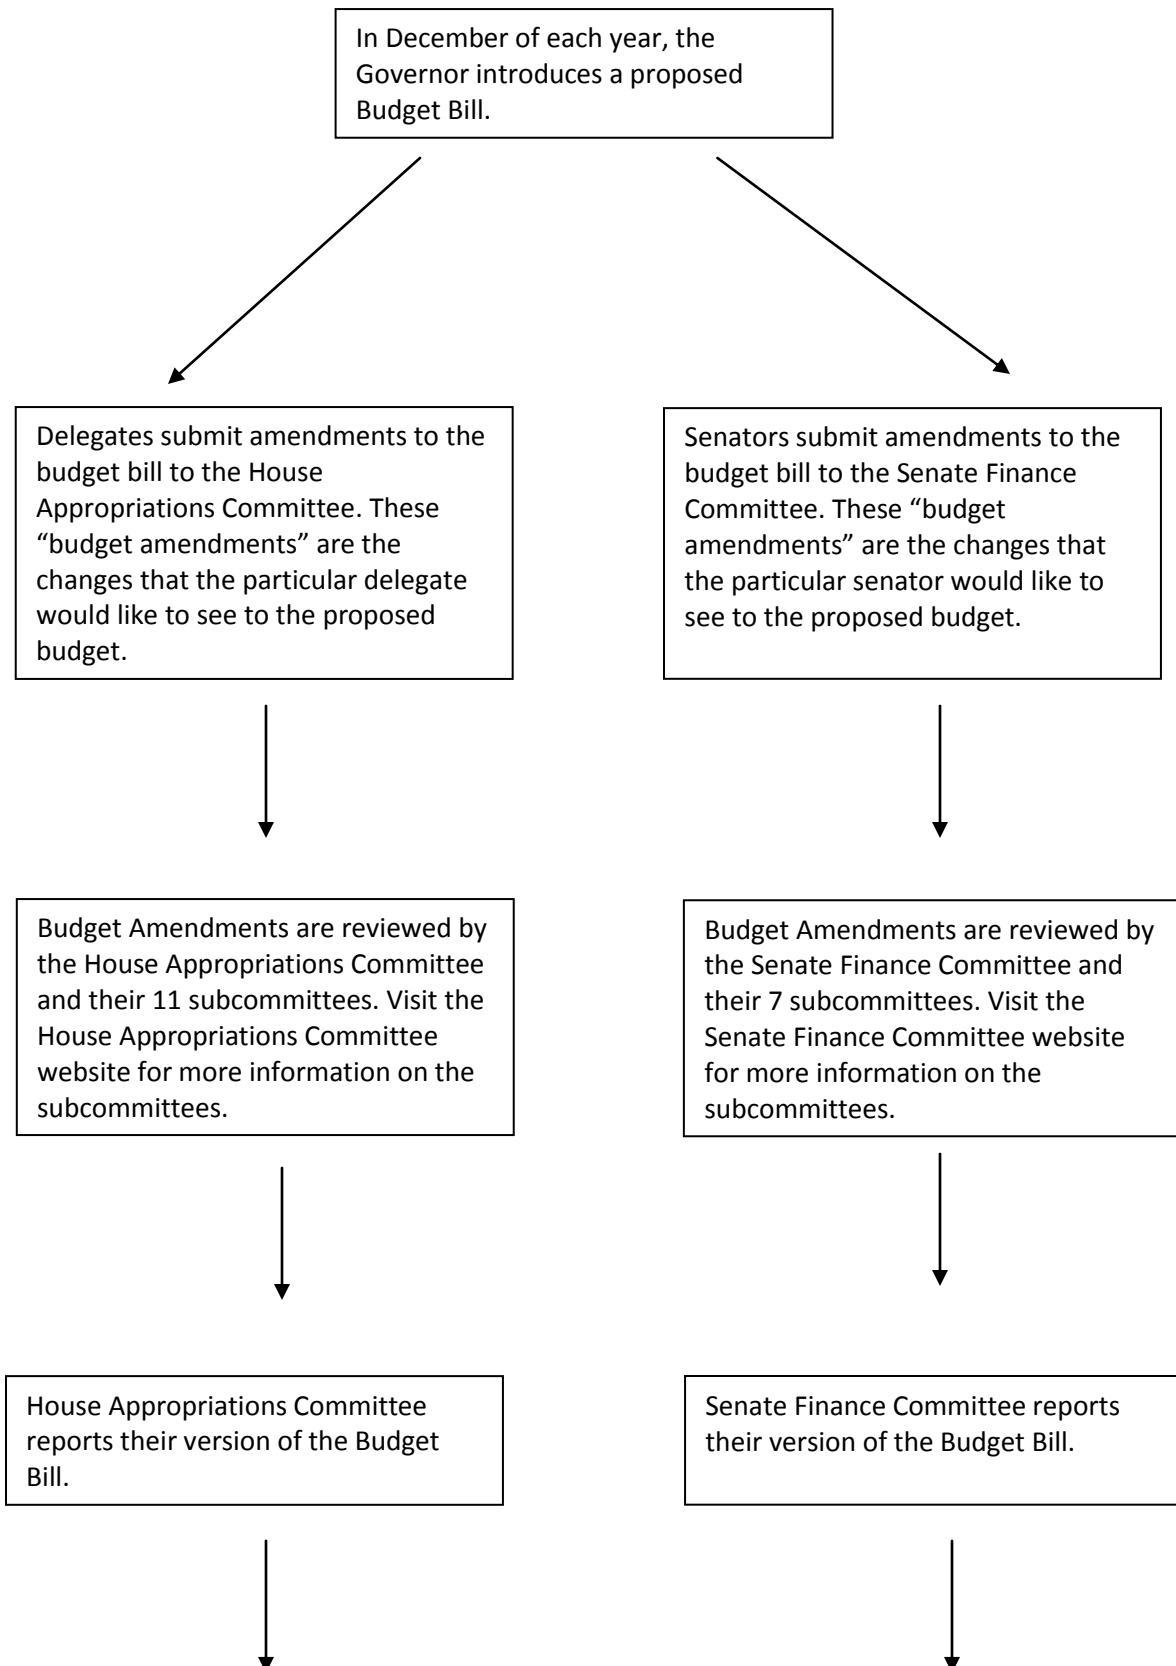 In December of each year, the
Governor introduces a proposed
Budget Bill.
Delegates submit amendments to the
budget bill to the House
Appropriations Committee. These
“budget amendments” are the
changes that the particular delegate
would like to see to the proposed
budget.
Senators submit amendments to the
budget bill to the Senate Finance
Committee. These “budget
amendments” are the changes that
the particular senator would like to
see to the proposed budget.
Budget Amendments are reviewed by
the House Appropriations Committee
and their 11 subcommittees. Visit the
House Appropriations Committee
website for more information on the
subcommittees.
Budget Amendments are reviewed by
the Senate Finance Committee and
their 7 subcommittees. Visit the
Senate Finance Committee website
for more information on the
subcommittees.
House Appropriations Committee
reports their version of the Budget
Bill.
Senate Finance Committee reports
their version of the Budget Bill.